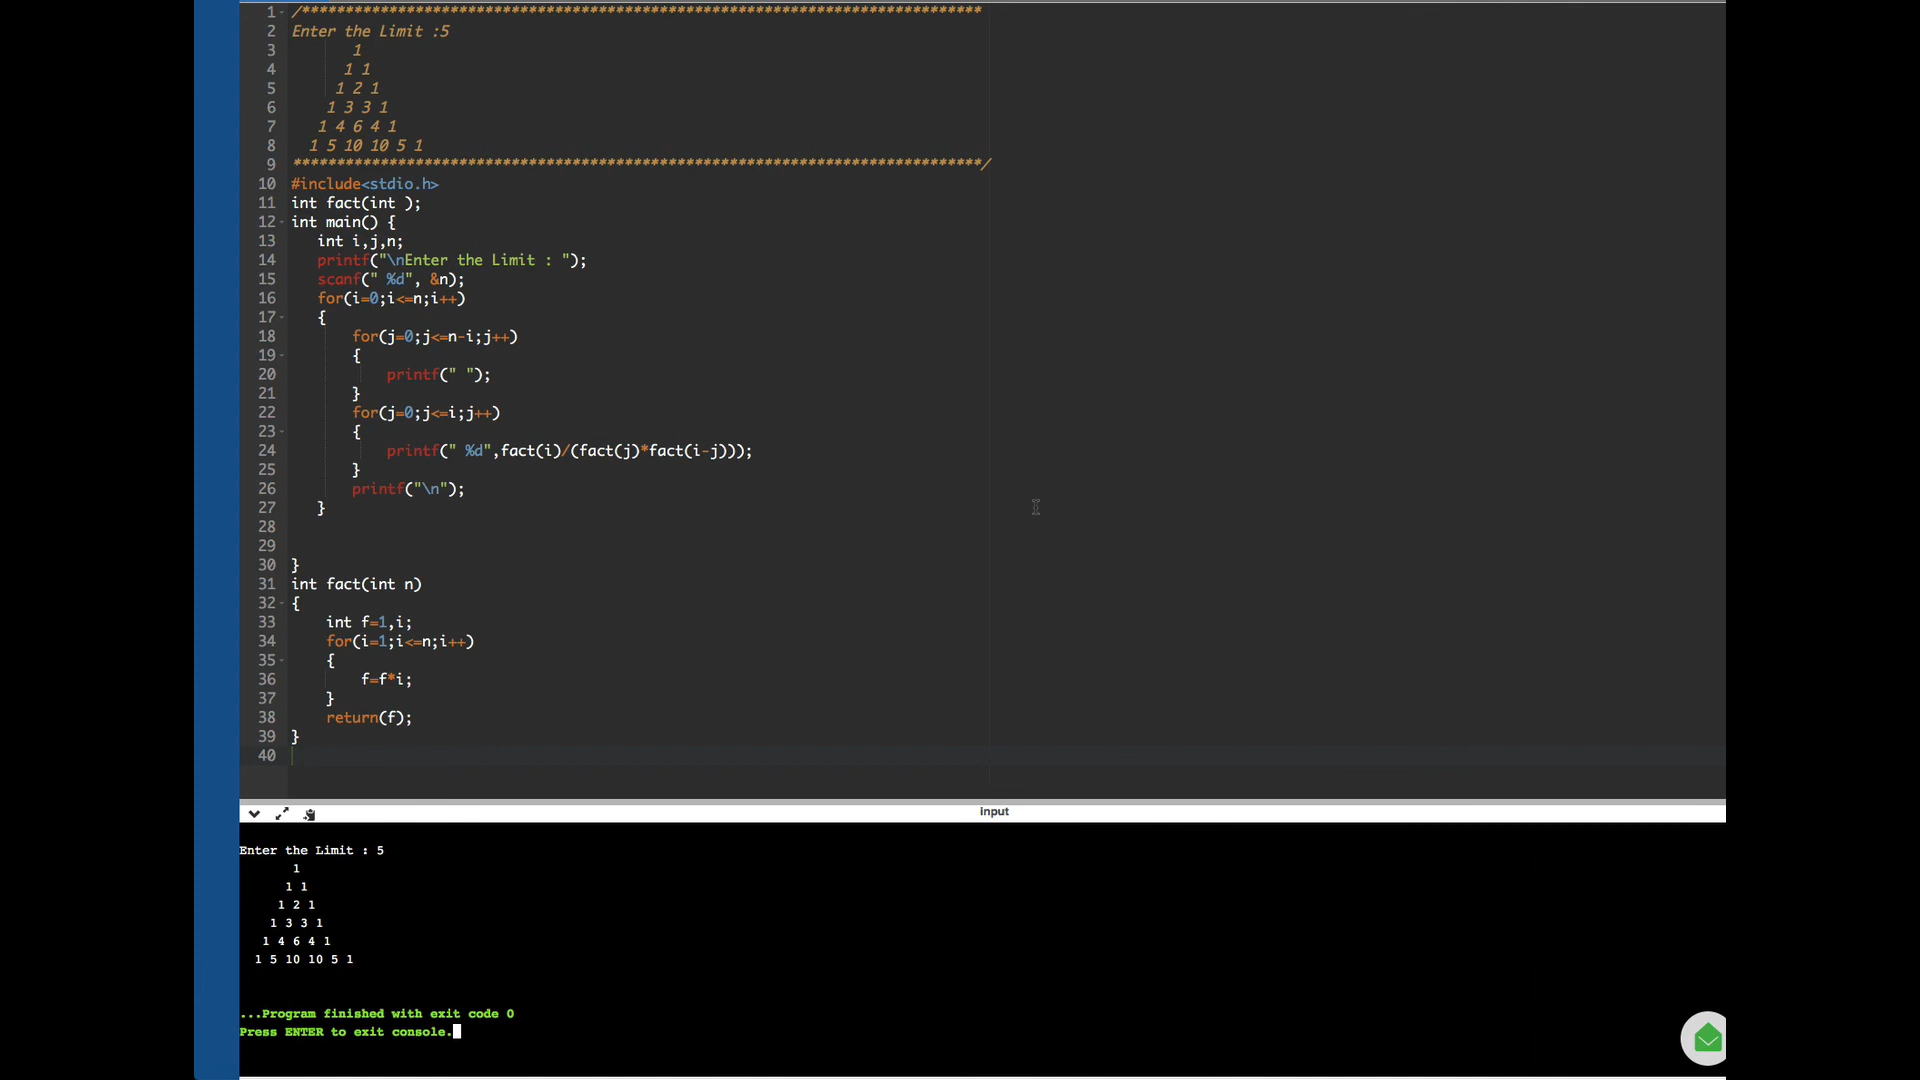 1 /******************************************************************************
2 Enter the Limit :5
3 1
4 1 1
5 1 2 1
6 1 3 3 1
7 1 4 6 4 1
8 1 5 10 10 5 1
9 *******************************************************************************/
10 #include<stdio.h>
11 int fact(int );
12 int main() {
13 int i,j,n;
14 printf("\nEnter the Limit : ");
15 scanf(" %d", &n);
16 for(i=0;i<=n;i++)
17 {
18 for(j=0;j<=n-i;j++)
19 {
20 printf(" ");
21 }
22 for(j=0;j<=i;j++)
23 {
24 printf(" %d",fact(i)/(fact(j)*fact(i-j)));
25 }
26 printf("\n");
27 }
28
29
30 }
31 int fact(int n)
32 {
33 int f=1,i;
34 for(i=1;i<=n;i++)
35 {
36 f=f*i;
37 }
38 return(f);
39 }
40
input
Enter the Limit : 5
1
1 1
1 2 1
1 3 3 1
1 4 6 4 1
1 5 10 10 5 1
...Program finished with exit code 0
Press ENTER to exit console.